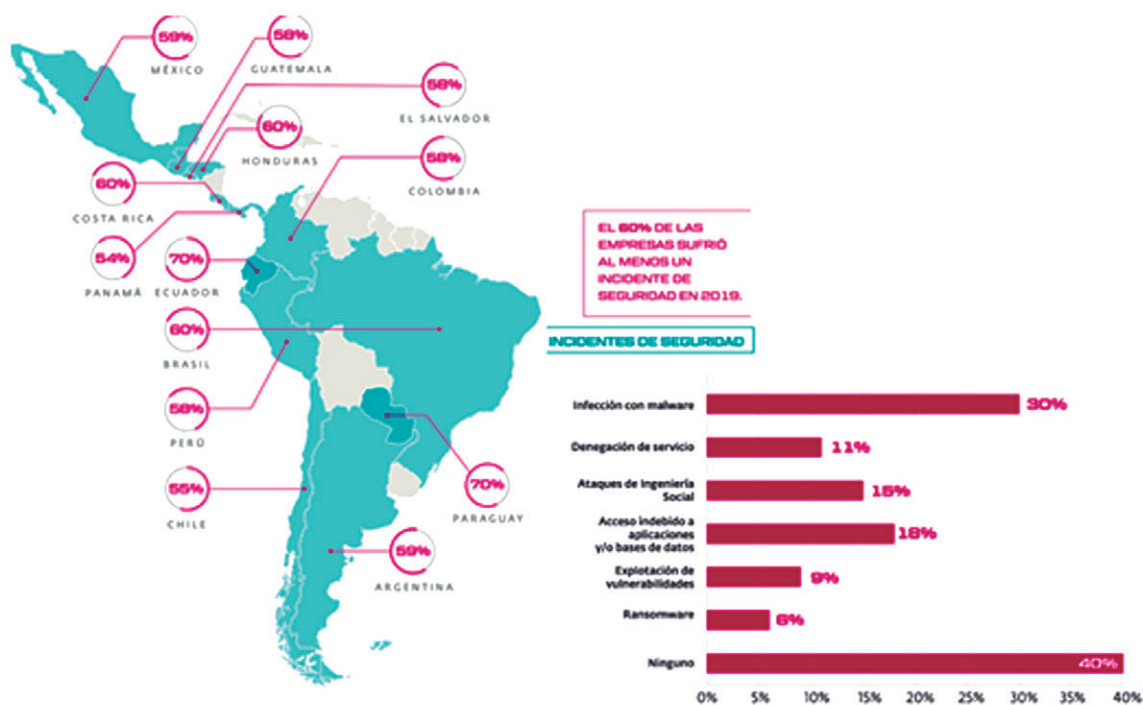 59%
MÉXICO
58%
GUATEMALA
58%
EL SALVADOR
60%
HONDURAS
58%
COLOMBIA
60%
COSTA RICA
54%
PANAMÁ
70%
ECUADOR
60%
BRASIL
58%
PERÚ
55%
CHILE
70%
PARAGUAY
59%
ARGENTINA
EL 60% DE LAS
EMPRESAS SUFRIÓ
AL MENOS UN
INCIDENTE DE
SEGURIDAD EN 2019.
INCIDENTES DE SEGURIDAD
Infección con malware
30%
Denegación de servicio
11%
Ataques de Ingeniería
Social
15%
Acceso indebido a
aplicaciones
y/o bases de datos
18%
Explotación de
vulnerabilidades
9%
Ransomware
6%
Ninguno
40%
0% 5% 10% 15% 20% 25% 30% 35% 40%